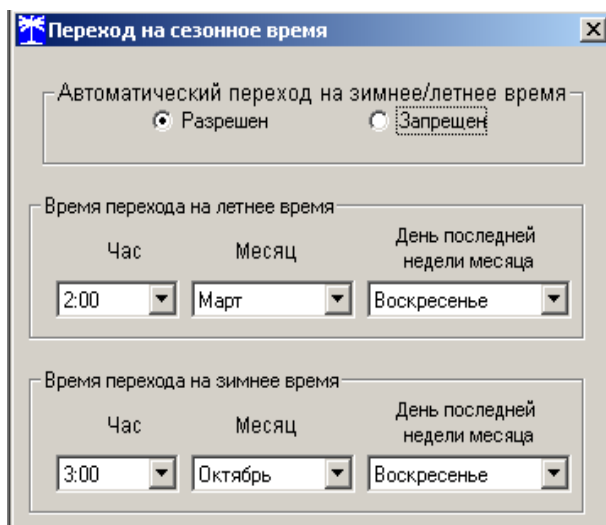 Переход на сезонное время
Автоматический переход на зимнее/летнее время
Разрешен Запрещен
Время перехода на летнее время
Час Месяц День последней
недели месяца
2:00 Март Воскресенье
Время перехода на зимнее время
Час Месяц День последней
недели месяца
3:00 Октябрь Воскресенье